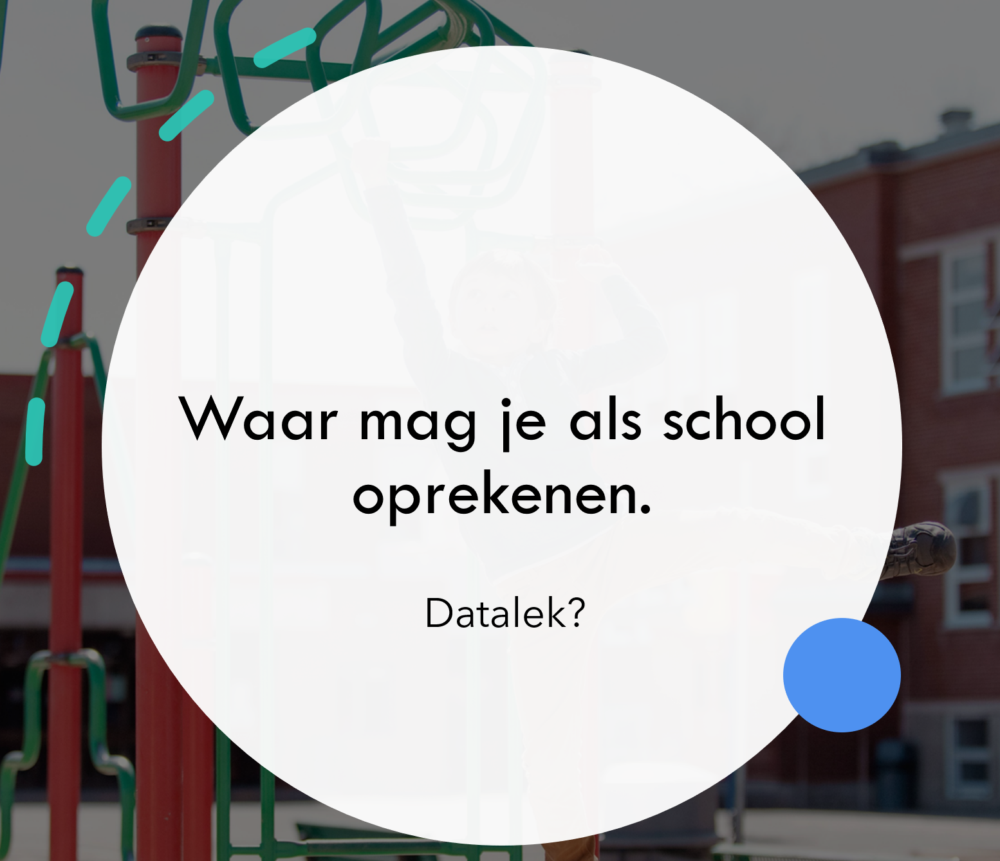 Waar mag je als school
oprekenen.
Datalek?